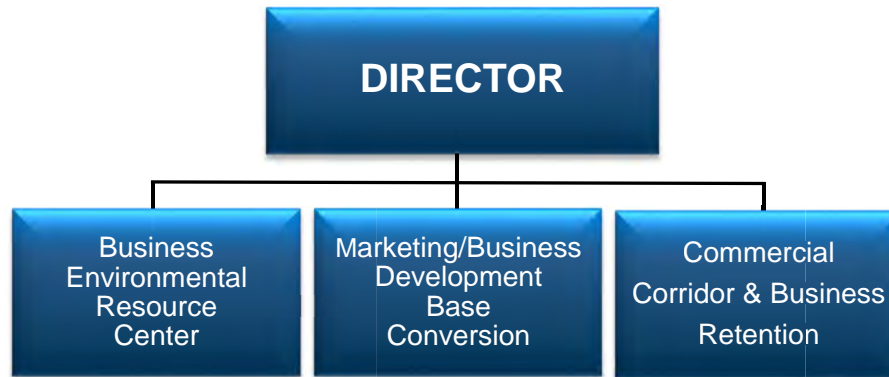 DIRECTOR
Business
Environmental
Resource
Center
Marketing/Business
Development
Base
Conversion
Commercial
Corridor & Business
Retention